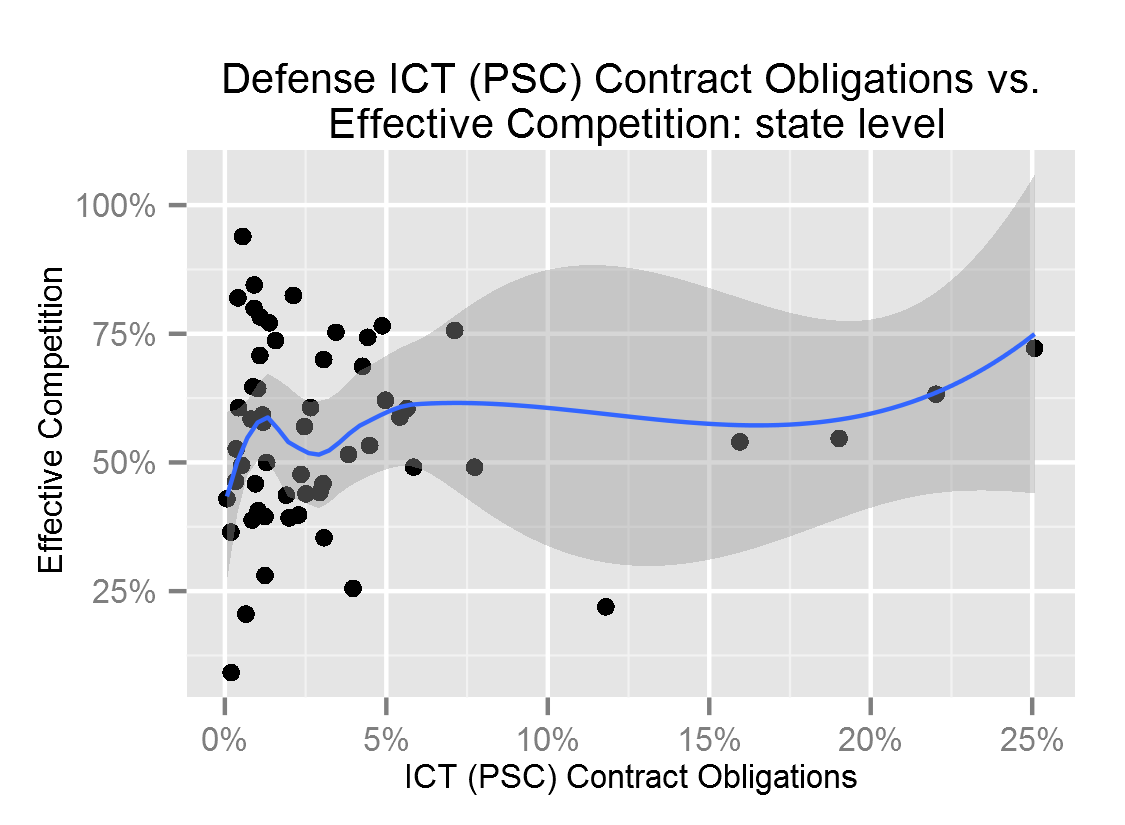 Defense ICT (PSC) Contract Obligations vs.
Effective Competition: state level
Effective Competition
100%
75%
50%
25%
0%
5%
10%
15%
20%
25%
ICT (PSC) Contract Obligations